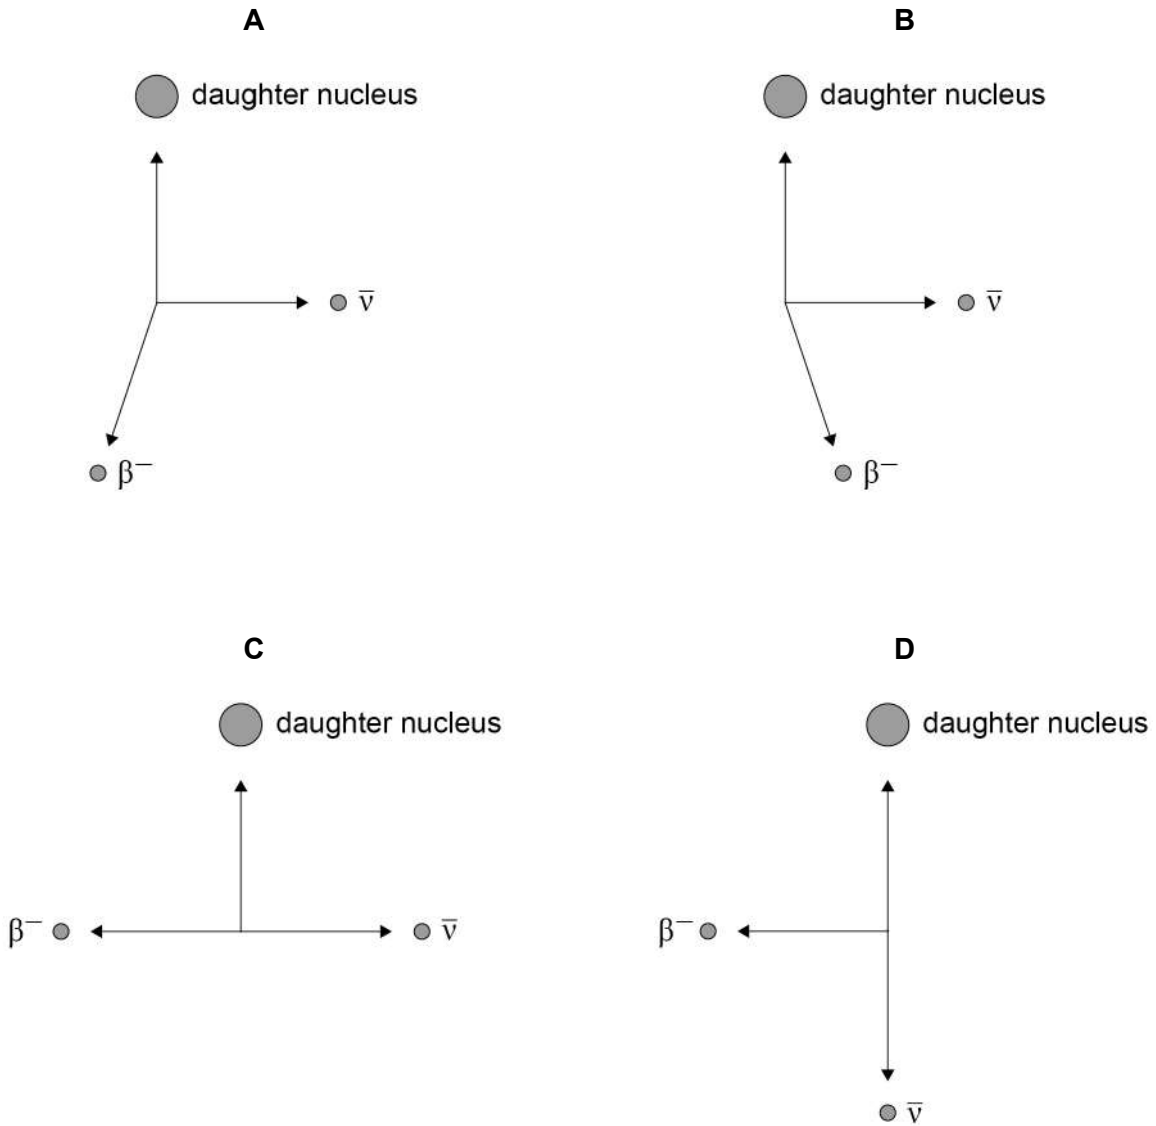 A
B
daughter nucleus
daughter nucleus
ν̅
ν̅
β−
β−
C
D
daughter nucleus
daughter nucleus
β−
ν̅
β−
ν̅